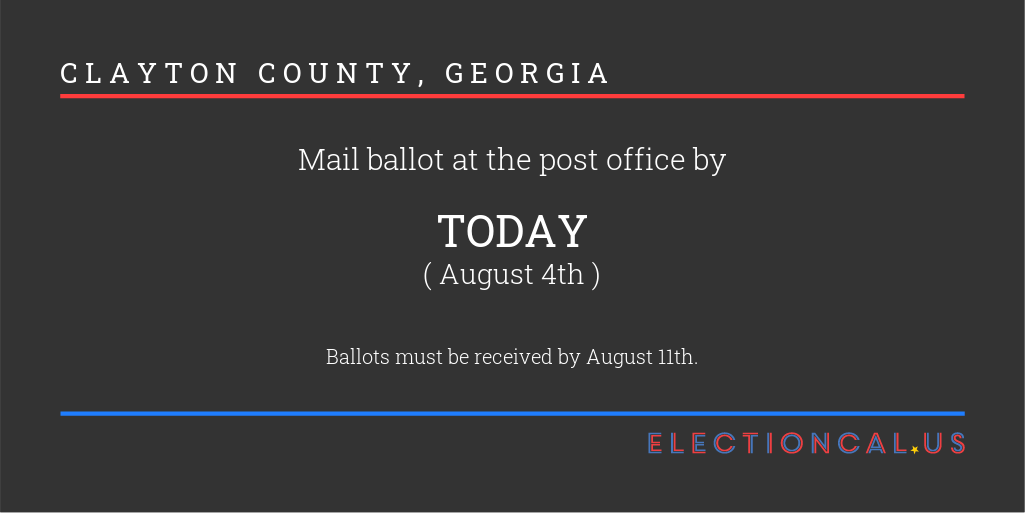 CLAYTON COUNTY, GEORGIA
Mail ballot at the post office by
TODAY
( August 4th )
Ballots must be received by August 11th.
ELECTIONCAL.US